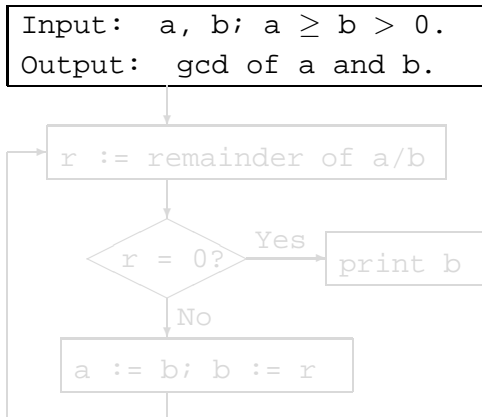 Input: a, b; a ≥ b > 0.
Output: gcd of a and b.
r := remainder of a/b
r = 0?
Yes
print b
No
a := b; b := r